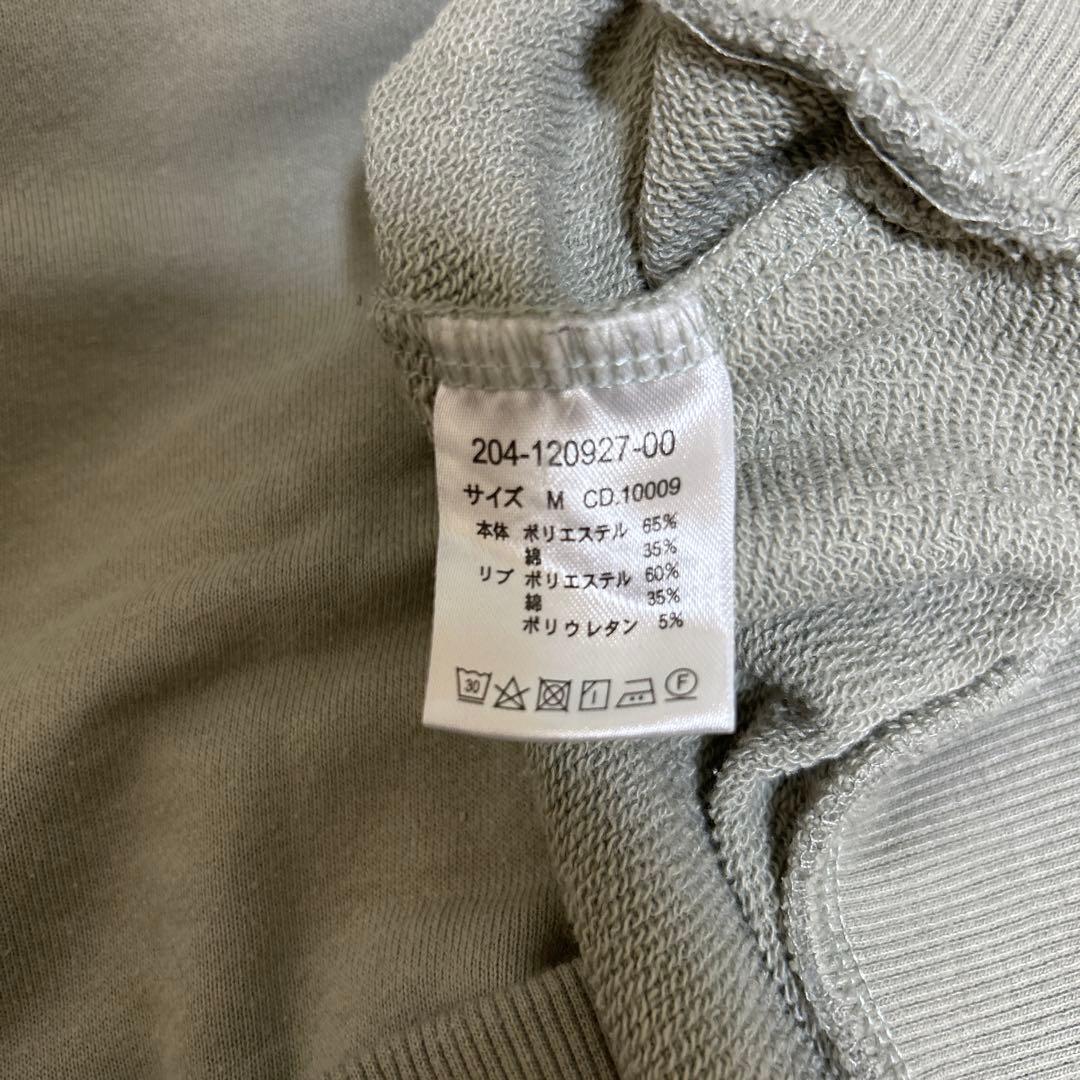 204-120927-00
サイズ M CD.10009
本体 ポリエステル 65%
綿 35%
リブ ポリエステル 60%
綿 35%
ポリウレタン 5%
30 F